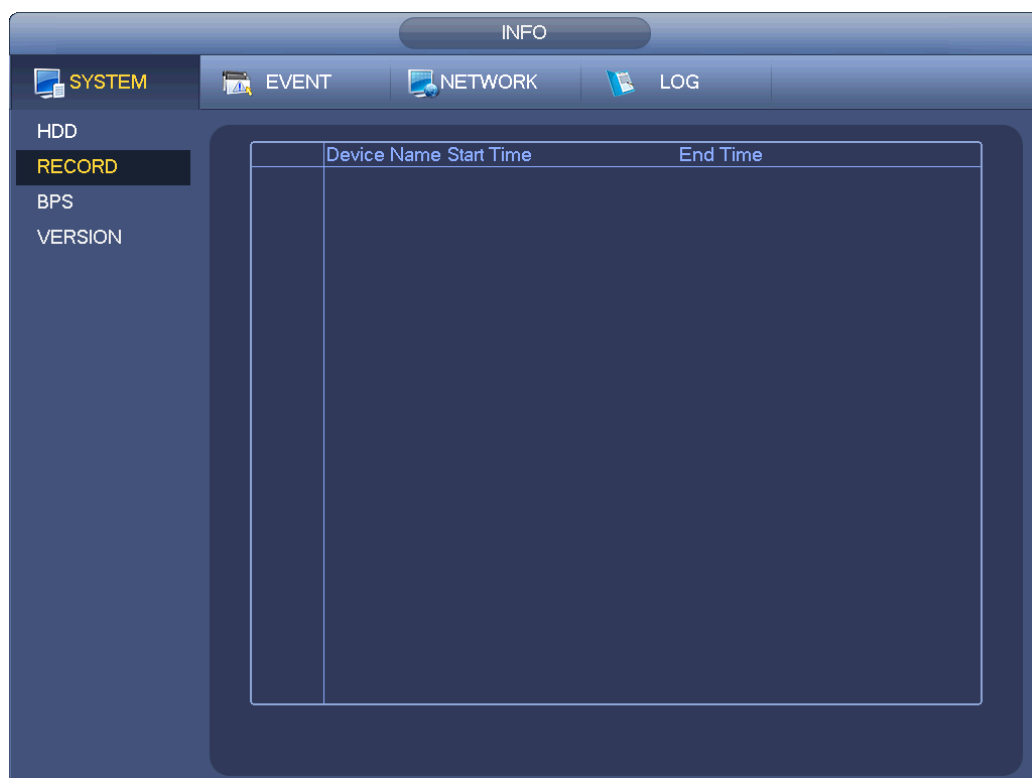 INFO
SYSTEM EVENT NETWORK LOG
HDD
RECORD
BPS
VERSION
Device Name Start Time End Time